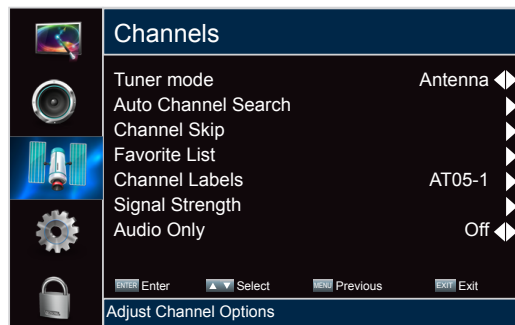 Channels
Tuner mode Antenna
Auto Channel Search
Channel Skip
Favorite List
Channel Labels AT05-1
Signal Strength
Audio Only Off
ENTER Enter Select MENU Previous EXIT Exit
Adjust Channel Options